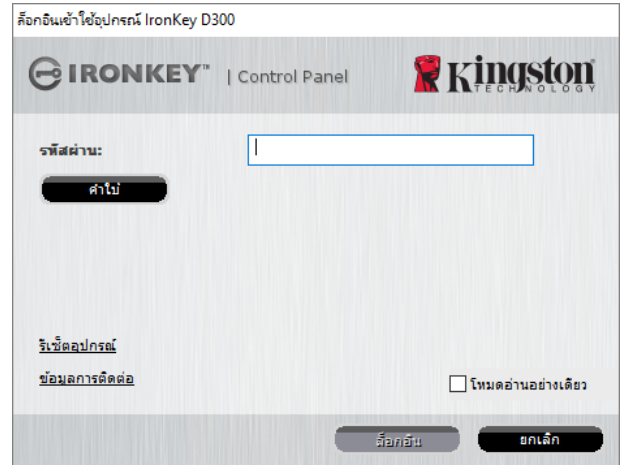 ล็อกอินเข้าใช้อุปกรณ์ IronKey D300
IRONKEY™ | Control Panel
Kingston
TECHNOLOGY
รหัสผ่าน:
คำใบ้
รีเซ็ตอุปกรณ์
ข้อมูลการติดต่อ
โหมดอ่านอย่างเดียว
ล็อกอิน ยกเลิก